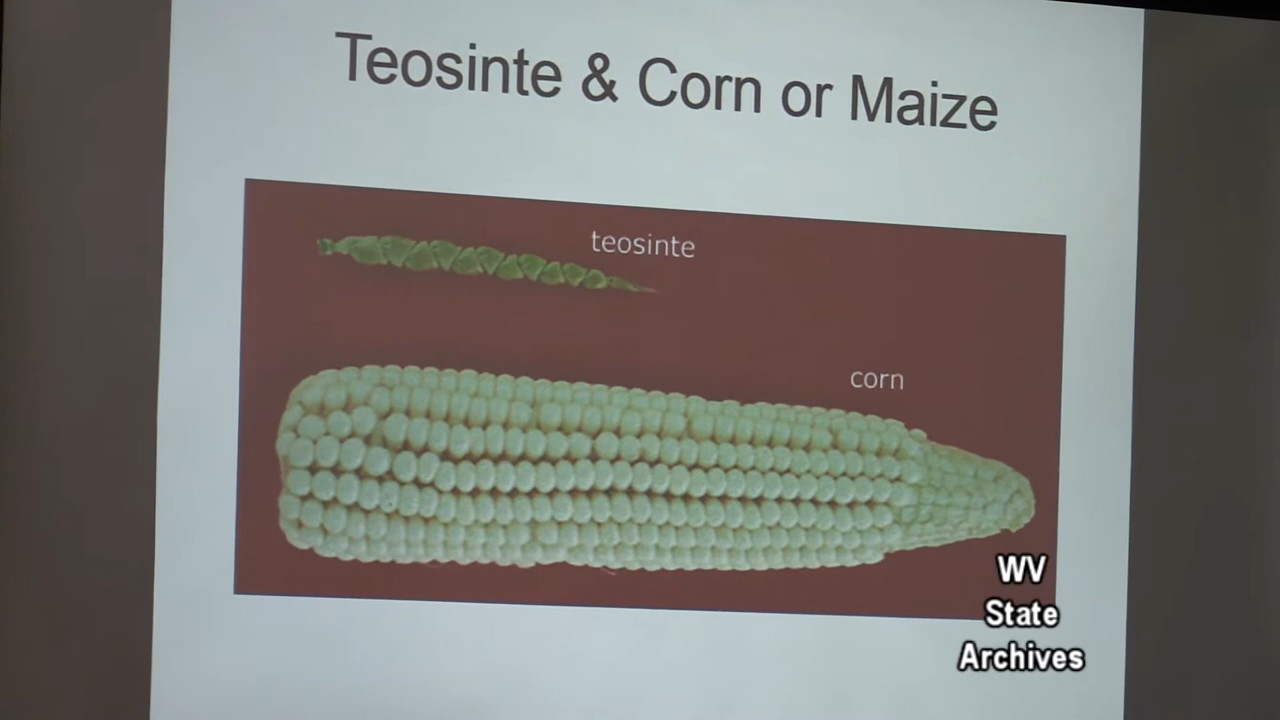 Teosinte & Corn or Maize
teosinte
corn
WV
State
Archives